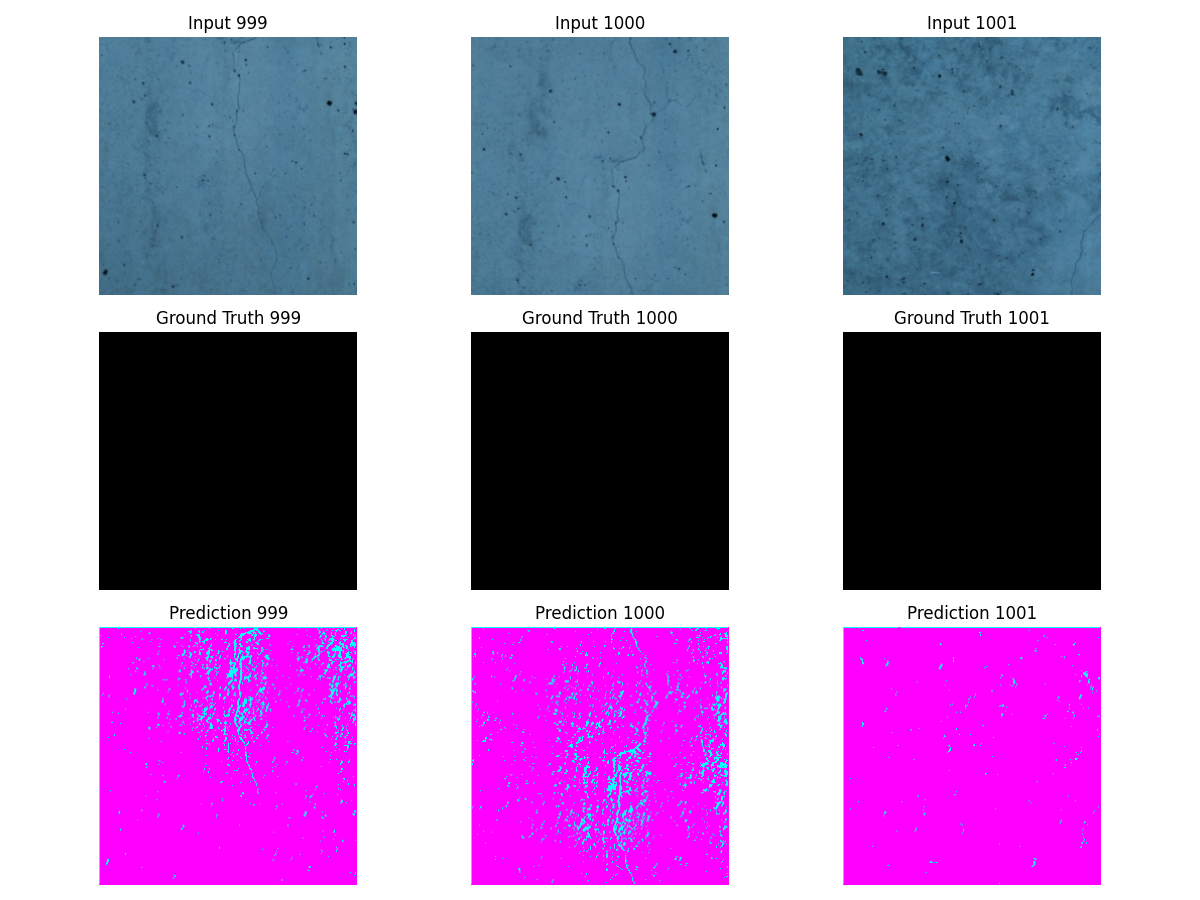 Input 999
Input 1000
Input 1001
Ground Truth 999
Ground Truth 1000
Ground Truth 1001
Prediction 999
Prediction 1000
Prediction 1001